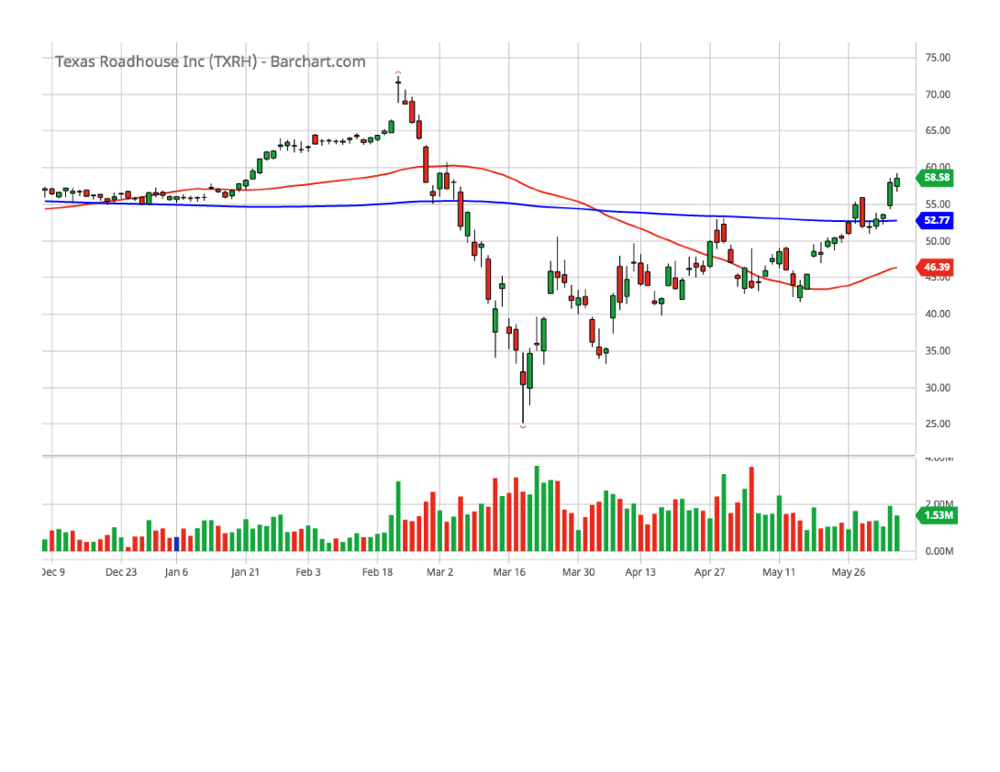 Texas Roadhouse Inc (TXRH) - Barchart.com
75.00
70.00
65.00
60.00
58.58
55.00
52.77
50.00
46.39
45.00
40.00
35.00
30.00
25.00
4.00M
2.00M
1.53M
0.00M
Dec 9 Dec 23 Jan 6 Jan 21 Feb 3 Feb 18 Mar 2 Mar 16 Mar 30 Apr 13 Apr 27 May 11 May 26